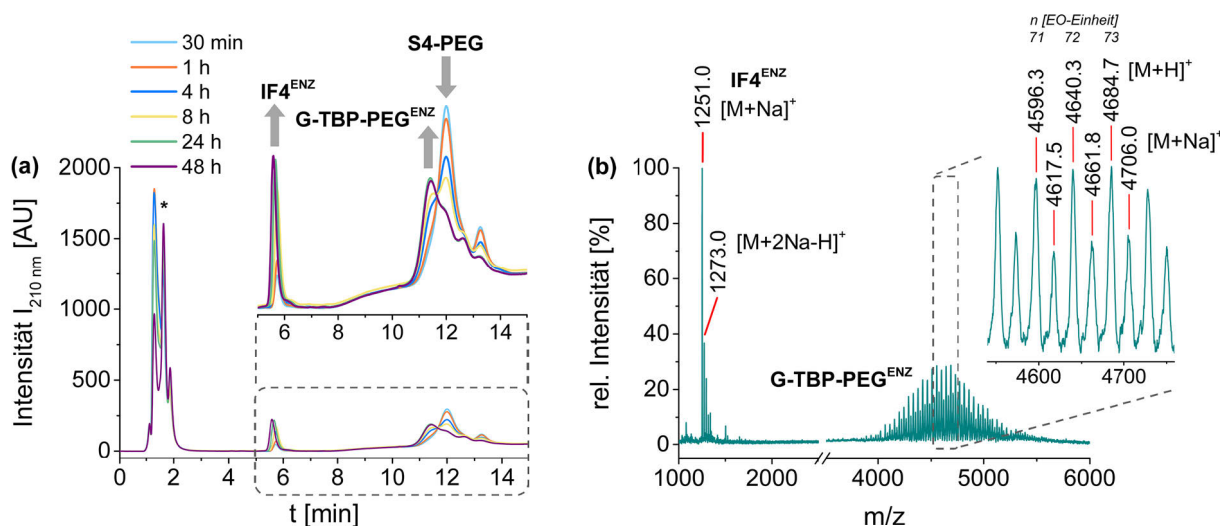 (a)
30 min
1 h
4 h
8 h
24 h
48 h
S4-PEG
IF4ENZ
G-TBP-PEGENZ
*
2000
1500
1000
500
0
Intensität I210 nm [AU]
6 8 10 12 14
0 2 4 6 8 10 12 14
t [min]
(b)
n [EO-Einheit]
71 72 73
IF4ENZ
[M+Na]+
1251.0
1273.0
[M+2Na-H]+
4596.3
4617.5
4640.3
4661.8
4684.7
4706.0
[M+H]+
[M+Na]+
100
80
60
40
20
0
rel. Intensität [%]
G-TBP-PEGENZ
4600 4700
1000 2000 4000 5000 6000
m/z